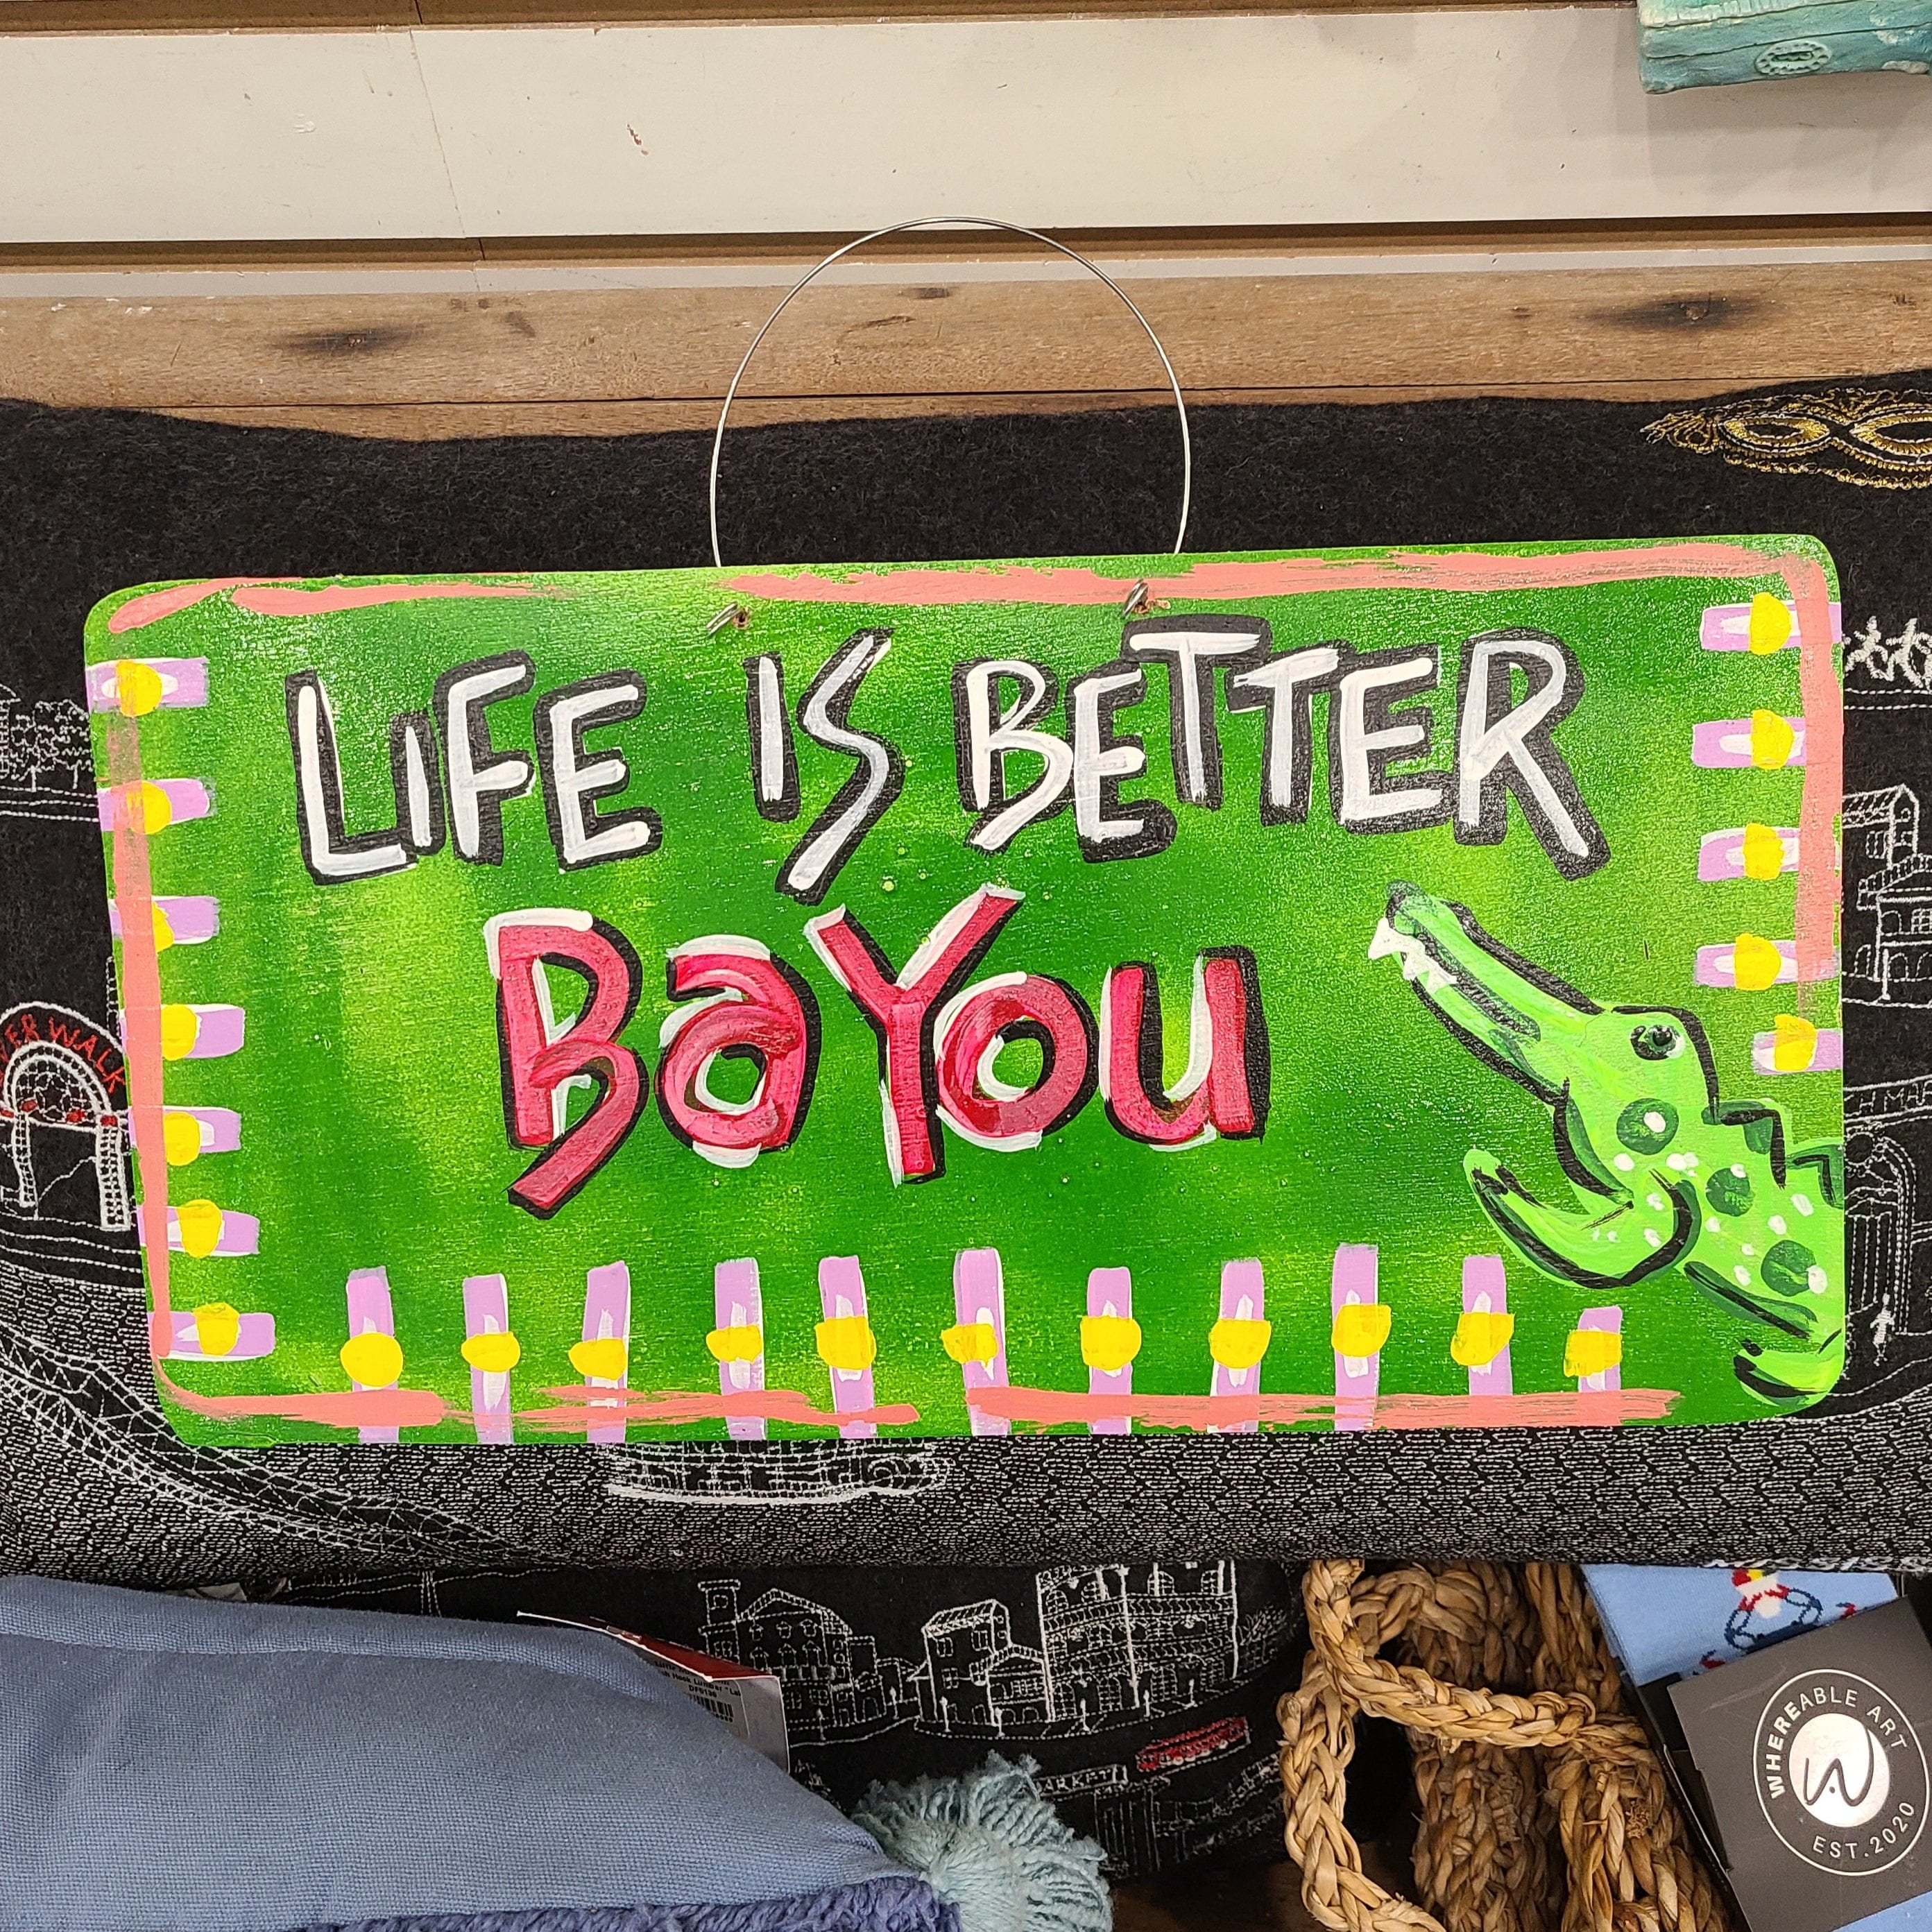 LIFE IS BETTER
BaYou
WHEREABLE ART
EST. 2020